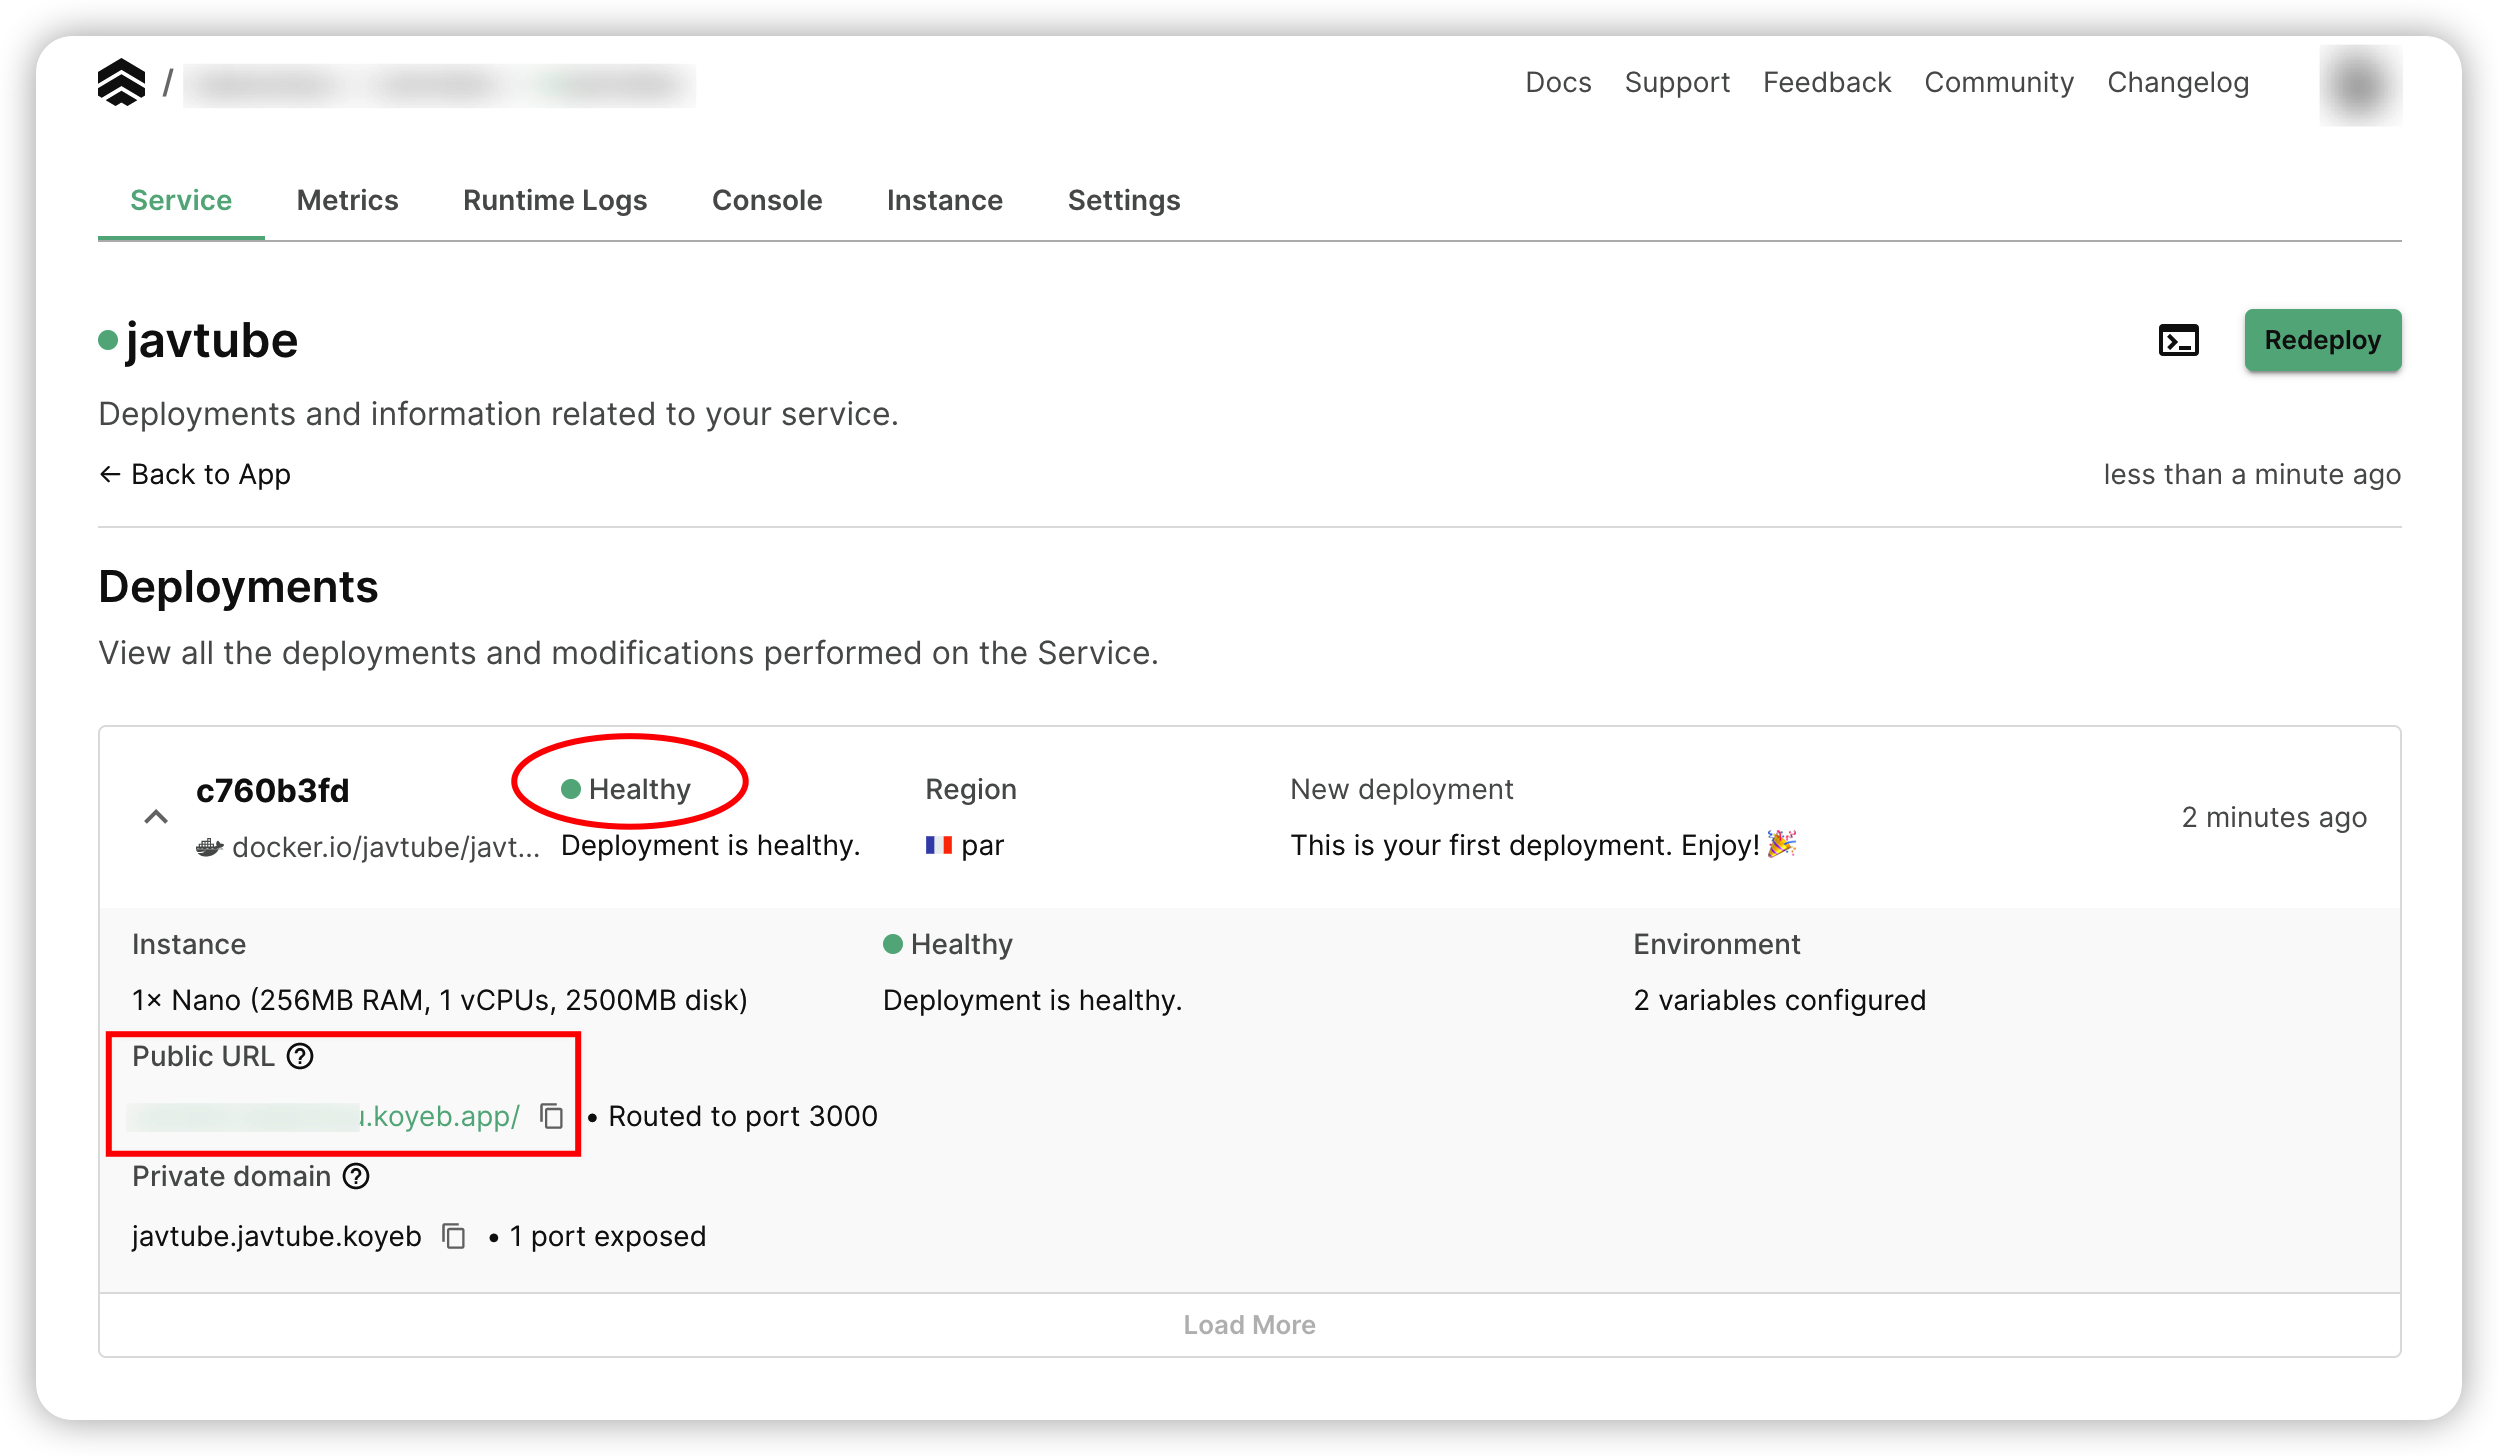 /
Docs Support Feedback Community Changelog
Service Metrics Runtime Logs Console Instance Settings
javtube
Redeploy
Deployments and information related to your service.
← Back to App
less than a minute ago
Deployments
View all the deployments and modifications performed on the Service.
c760b3fd
docker.io/javtube/javt...
Healthy
Deployment is healthy.
Region
🇫🇷 par
New deployment
This is your first deployment. Enjoy! 🎉
2 minutes ago
Instance
1× Nano (256MB RAM, 1 vCPUs, 2500MB disk)
Healthy
Deployment is healthy.
Environment
2 variables configured
Public URL ?
.koyeb.app/ • Routed to port 3000
Private domain ?
javtube.javtube.koyeb • 1 port exposed
Load More